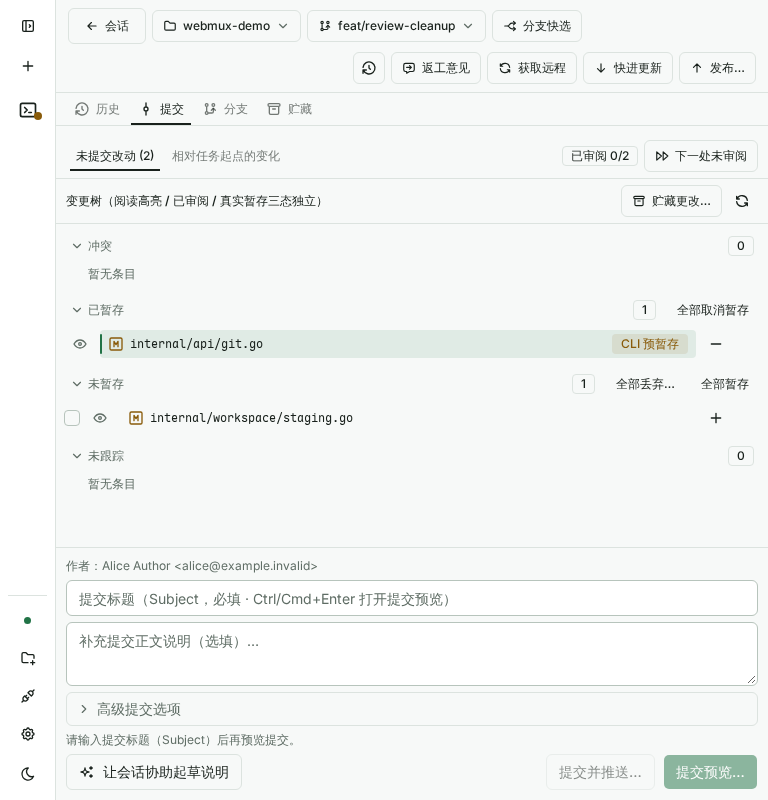 会话
webmux-demo
feat/review-cleanup
分支快选
返工意见
获取远程
快进更新
发布...
历史
提交
分支
贮藏
未提交改动 (2)
相对任务起点的变化
已审阅 0/2
下一处未审阅
变更树（阅读高亮 / 已审阅 / 真实暂存三态独立）
贮藏更改...
冲突
0
暂无条目
已暂存
1
全部取消暂存
M
internal/api/git.go
CLI 预暂存
未暂存
1
全部丢弃...
全部暂存
M
internal/workspace/staging.go
未跟踪
0
暂无条目
作者：Alice Author <alice@example.invalid>
提交标题（Subject，必填 · Ctrl/Cmd+Enter 打开提交预览）
补充提交正文说明（选填）...
高级提交选项
请输入提交标题（Subject）后再预览提交。
让会话协助起草说明
提交并推送...
提交预览...